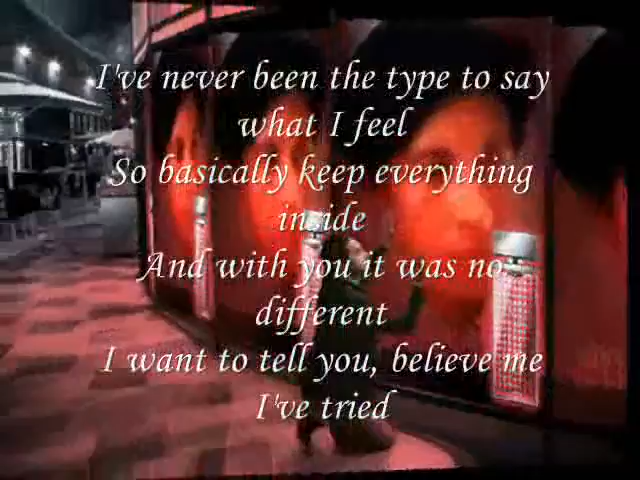 I've never been the type to say
what I feel
So basically keep everything
inside
And with you it was no
different
I want to tell you, believe me
I've tried